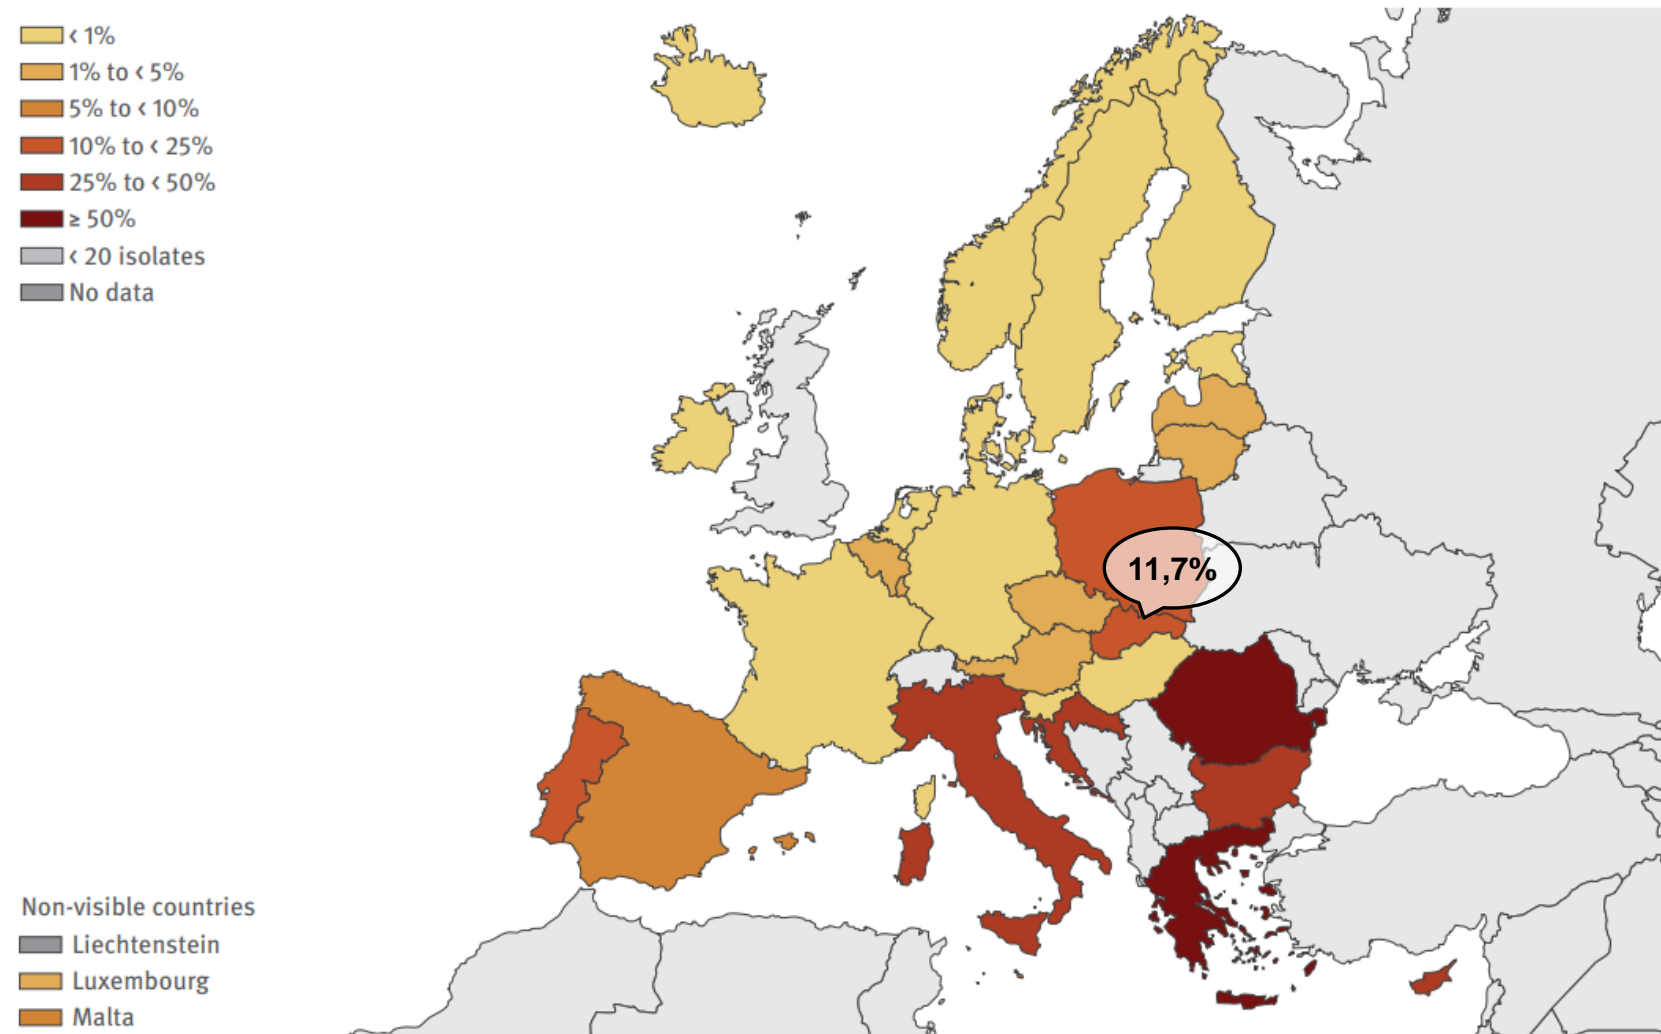 < 1%
1% to < 5%
5% to < 10%
10% to < 25%
25% to < 50%
≥ 50%
< 20 isolates
No data
11,7%
Non-visible countries
Liechtenstein
Luxembourg
Malta